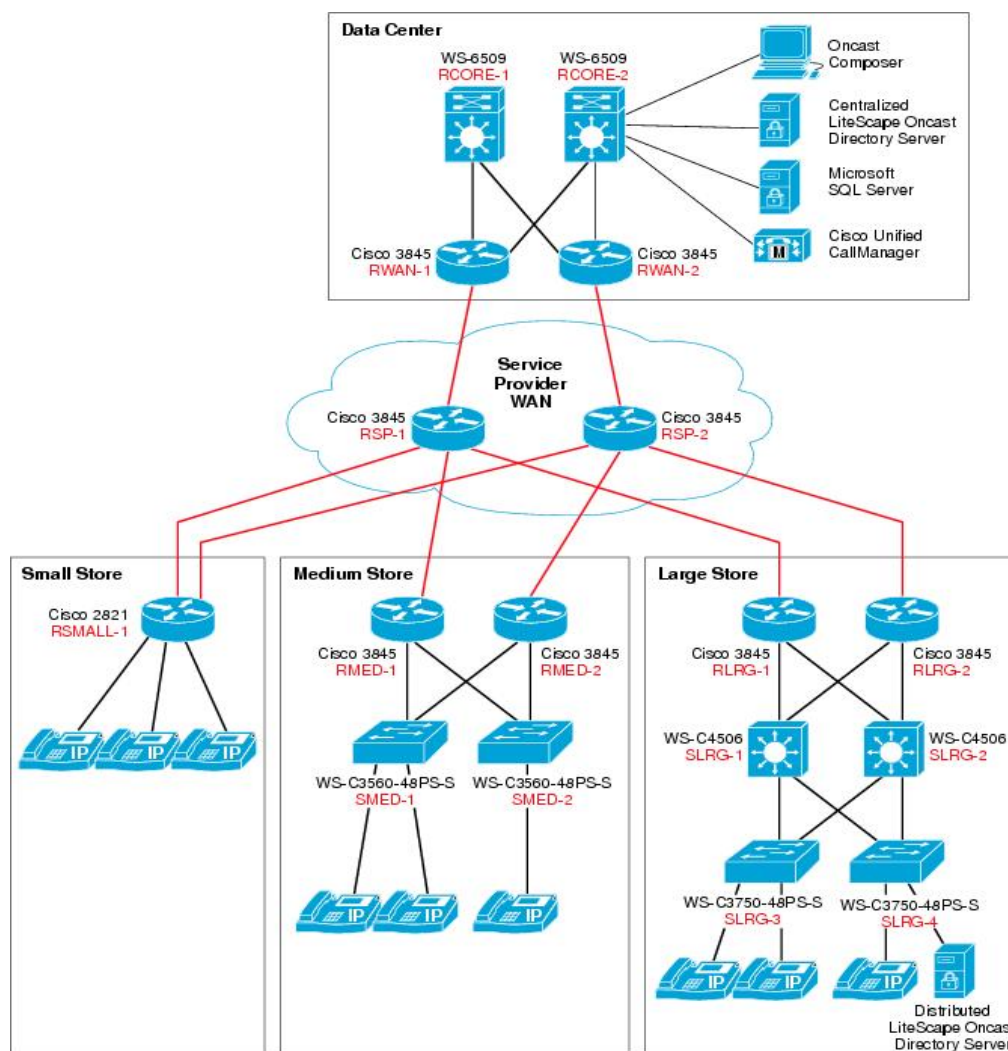 Data Center
WS-6509
RCORE-1
WS-6509
RCORE-2
Oncast
Composer
Centralized
LiteScape Oncast
Directory Server
Microsoft
SQL Server
Cisco Unified
CallManager
M
Cisco 3845
RWAN-1
Cisco 3845
RWAN-2
Service
Provider
WAN
Cisco 3845
RSP-1
Cisco 3845
RSP-2
Small Store
Cisco 2821
RSMALL-1
IP
IP
IP
Medium Store
Cisco 3845
RMED-1
Cisco 3845
RMED-2
WS-C3560-48PS-S
SMED-1
WS-C3560-48PS-S
SMED-2
IP
IP
IP
Large Store
Cisco 3845
RLRG-1
Cisco 3845
RLRG-2
WS-C4506
SLRG-1
WS-C4506
SLRG-2
WS-C3750-48PS-S
SLRG-3
WS-C3750-48PS-S
SLRG-4
IP
IP
IP
Distributed
LiteScape Oncast
Directory Server